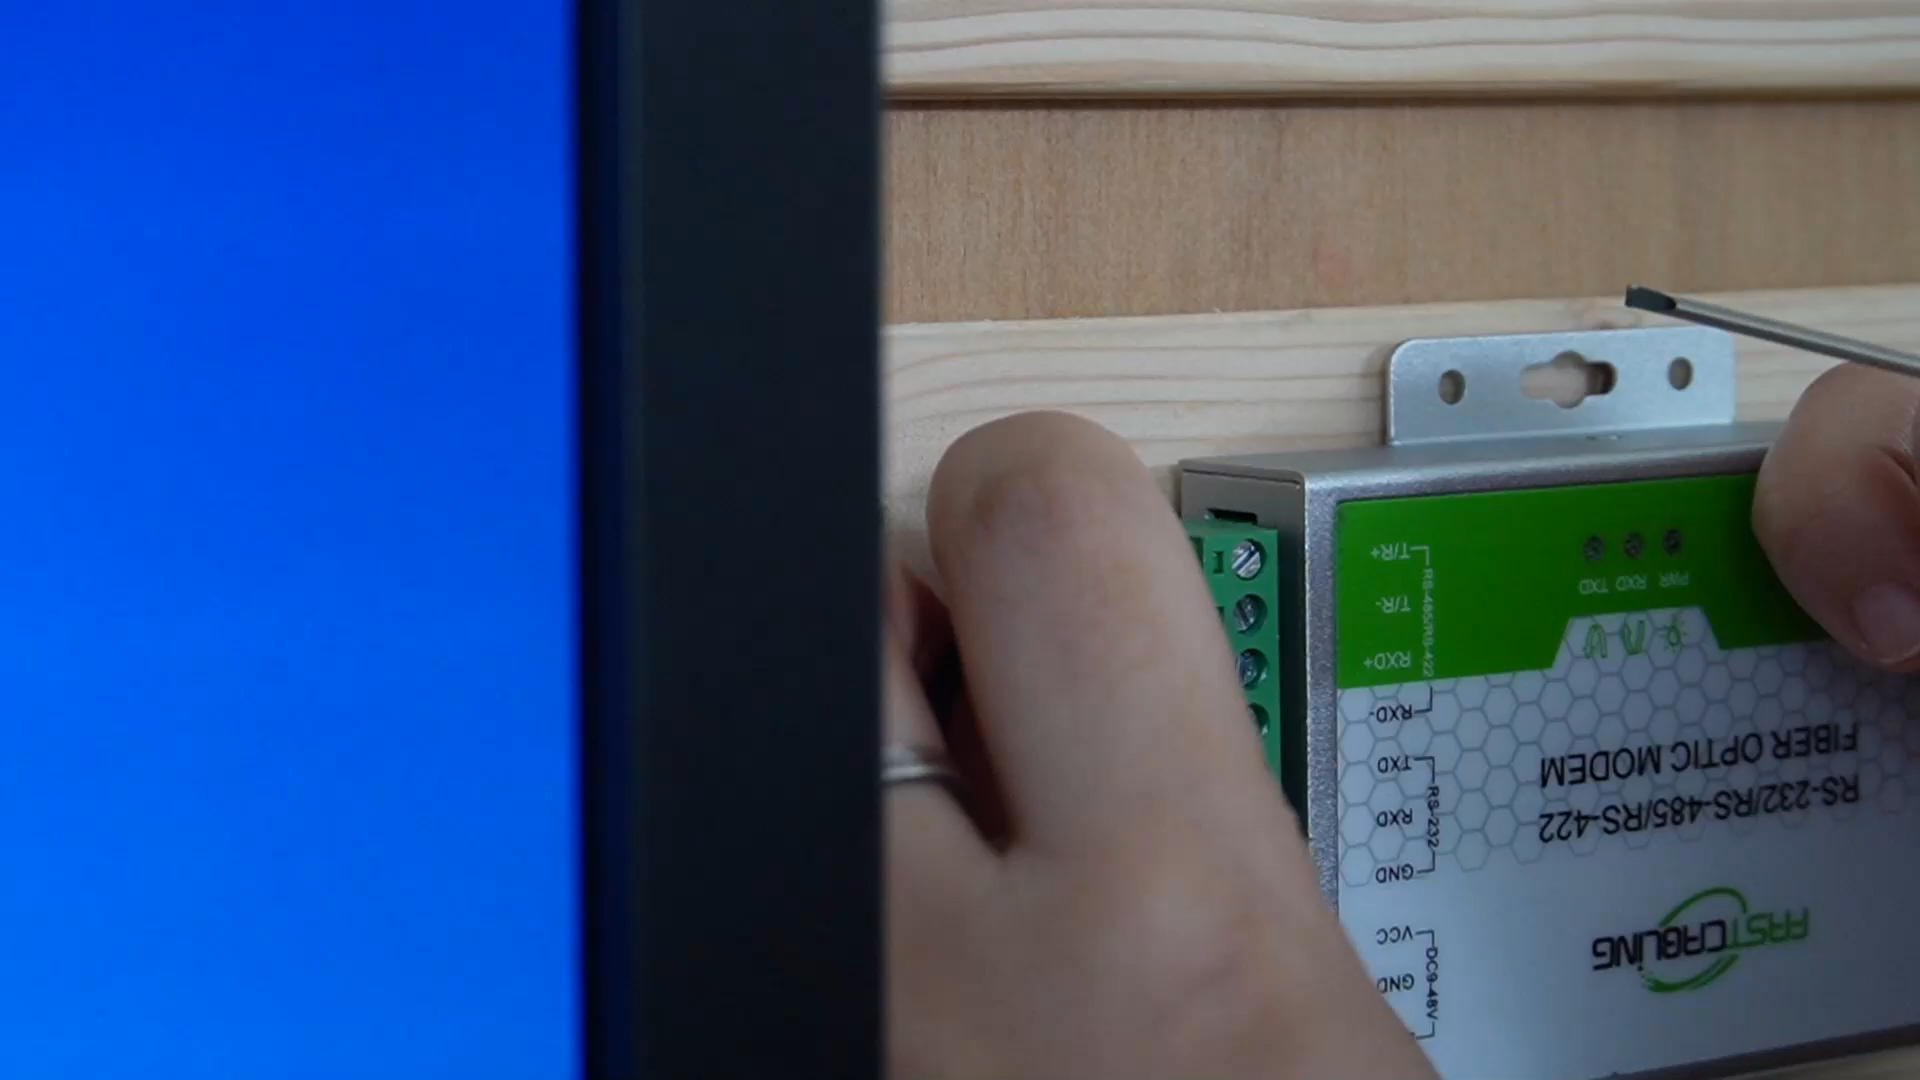 FASTCABLING
RS-232/RS-485/RS-422
FIBER OPTIC MODEM
PWR RXD TXD
GND
VCC
DC9-48V
GND
RXD
TXD
RS-232
RXD-
RXD+
T/R-
T/R+
RS-485/RS-422